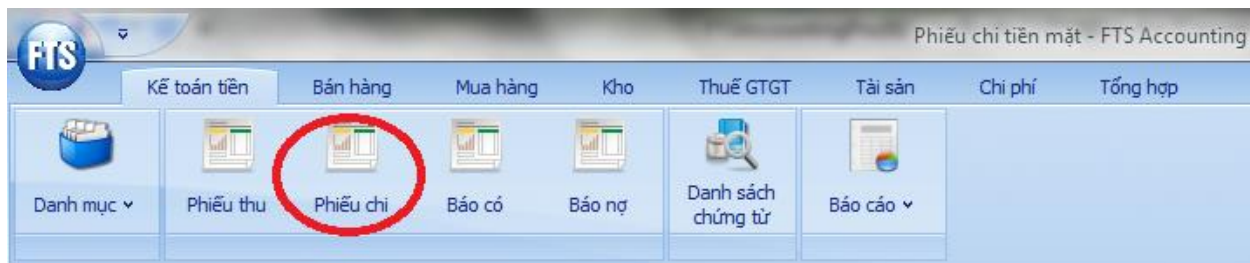 Phiếu chi tiền mặt - FTS Accounting
FTS
Kế toán tiền Bán hàng Mua hàng Kho Thuế GTGT Tài sản Chi phí Tổng hợp
Danh mục Phiếu thu Phiếu chi Báo có Báo nợ Danh sách chứng từ Báo cáo